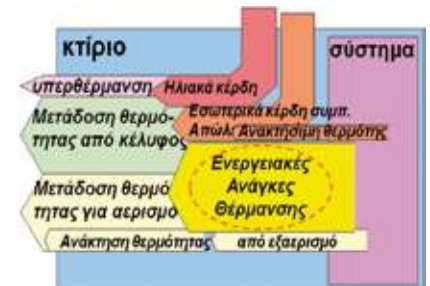 κτίριο
σύστημα
υπερθέρμανση
Ηλιακά κέρδη
Μετάδοση θερμό-
τητας από κέλυφος
Εσωτερικά κέρδη συμπ.
Απώλ. Ανακτήσιμη θερμότης
Ενεργειακές
Ανάγκες
Θέρμανσης
Μετάδοση θερμό
τητας για αερισμό
Ανάκτηση θερμότητας
από εξαερισμό